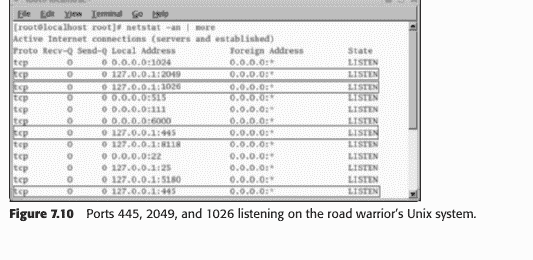 File Edit View Terminal Go Help
[root@localhost root]# netstat -an | more
Active Internet connections (servers and established)
Proto Recv-Q Send-Q Local Address Foreign Address State
tcp 0 0 0.0.0.0:1024 0.0.0.0:* LISTEN
tcp 0 0 127.0.0.1:2049 0.0.0.0:* LISTEN
tcp 0 0 127.0.0.1:1026 0.0.0.0:* LISTEN
tcp 0 0 0.0.0.0:515 0.0.0.0:* LISTEN
tcp 0 0 0.0.0.0:111 0.0.0.0:* LISTEN
tcp 0 0 0.0.0.0:6000 0.0.0.0:* LISTEN
tcp 0 0 127.0.0.1:445 0.0.0.0:* LISTEN
tcp 0 0 127.0.0.1:8118 0.0.0.0:* LISTEN
tcp 0 0 0.0.0.0:22 0.0.0.0:* LISTEN
tcp 0 0 127.0.0.1:25 0.0.0.0:* LISTEN
tcp 0 0 127.0.0.1:5180 0.0.0.0:* LISTEN
tcp 0 0 127.0.0.1:445 0.0.0.0:* LISTEN
Figure 7.10 Ports 445, 2049, and 1026 listening on the road warrior's Unix system.